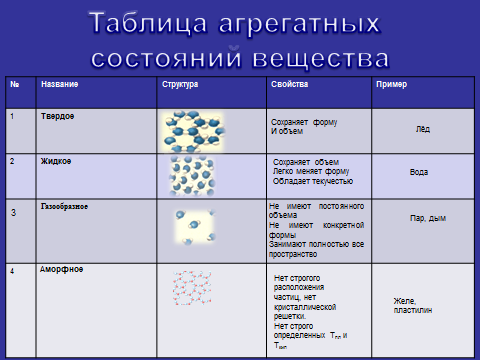 Таблица агрегатных
состояний вещества
№ Название Структура Свойства Пример
1 Твердое
Сохраняет форму
И объем
Лёд
2 Жидкое
Сохраняет объем
Легко меняет форму
Обладает текучестью
Вода
3 Газообразное
Не имеют постоянного
объема
Не имеют конкретной
формы
Занимают полностью все
пространство
Пар, дым
4 Аморфное
Нет строгого
расположения
частиц, нет
кристаллической
решетки.
Нет строго
определенных Tпл и
Tкип
Желе,
пластилин